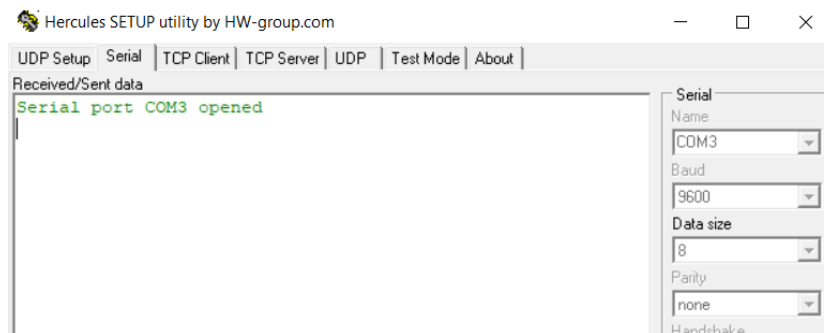 Hercules SETUP utility by HW-group.com
UDP Setup Serial TCP Client TCP Server UDP Test Mode About
Received/Sent data
Serial port COM3 opened
Serial
Name
COM3
Baud
9600
Data size
8
Parity
none
Handshake